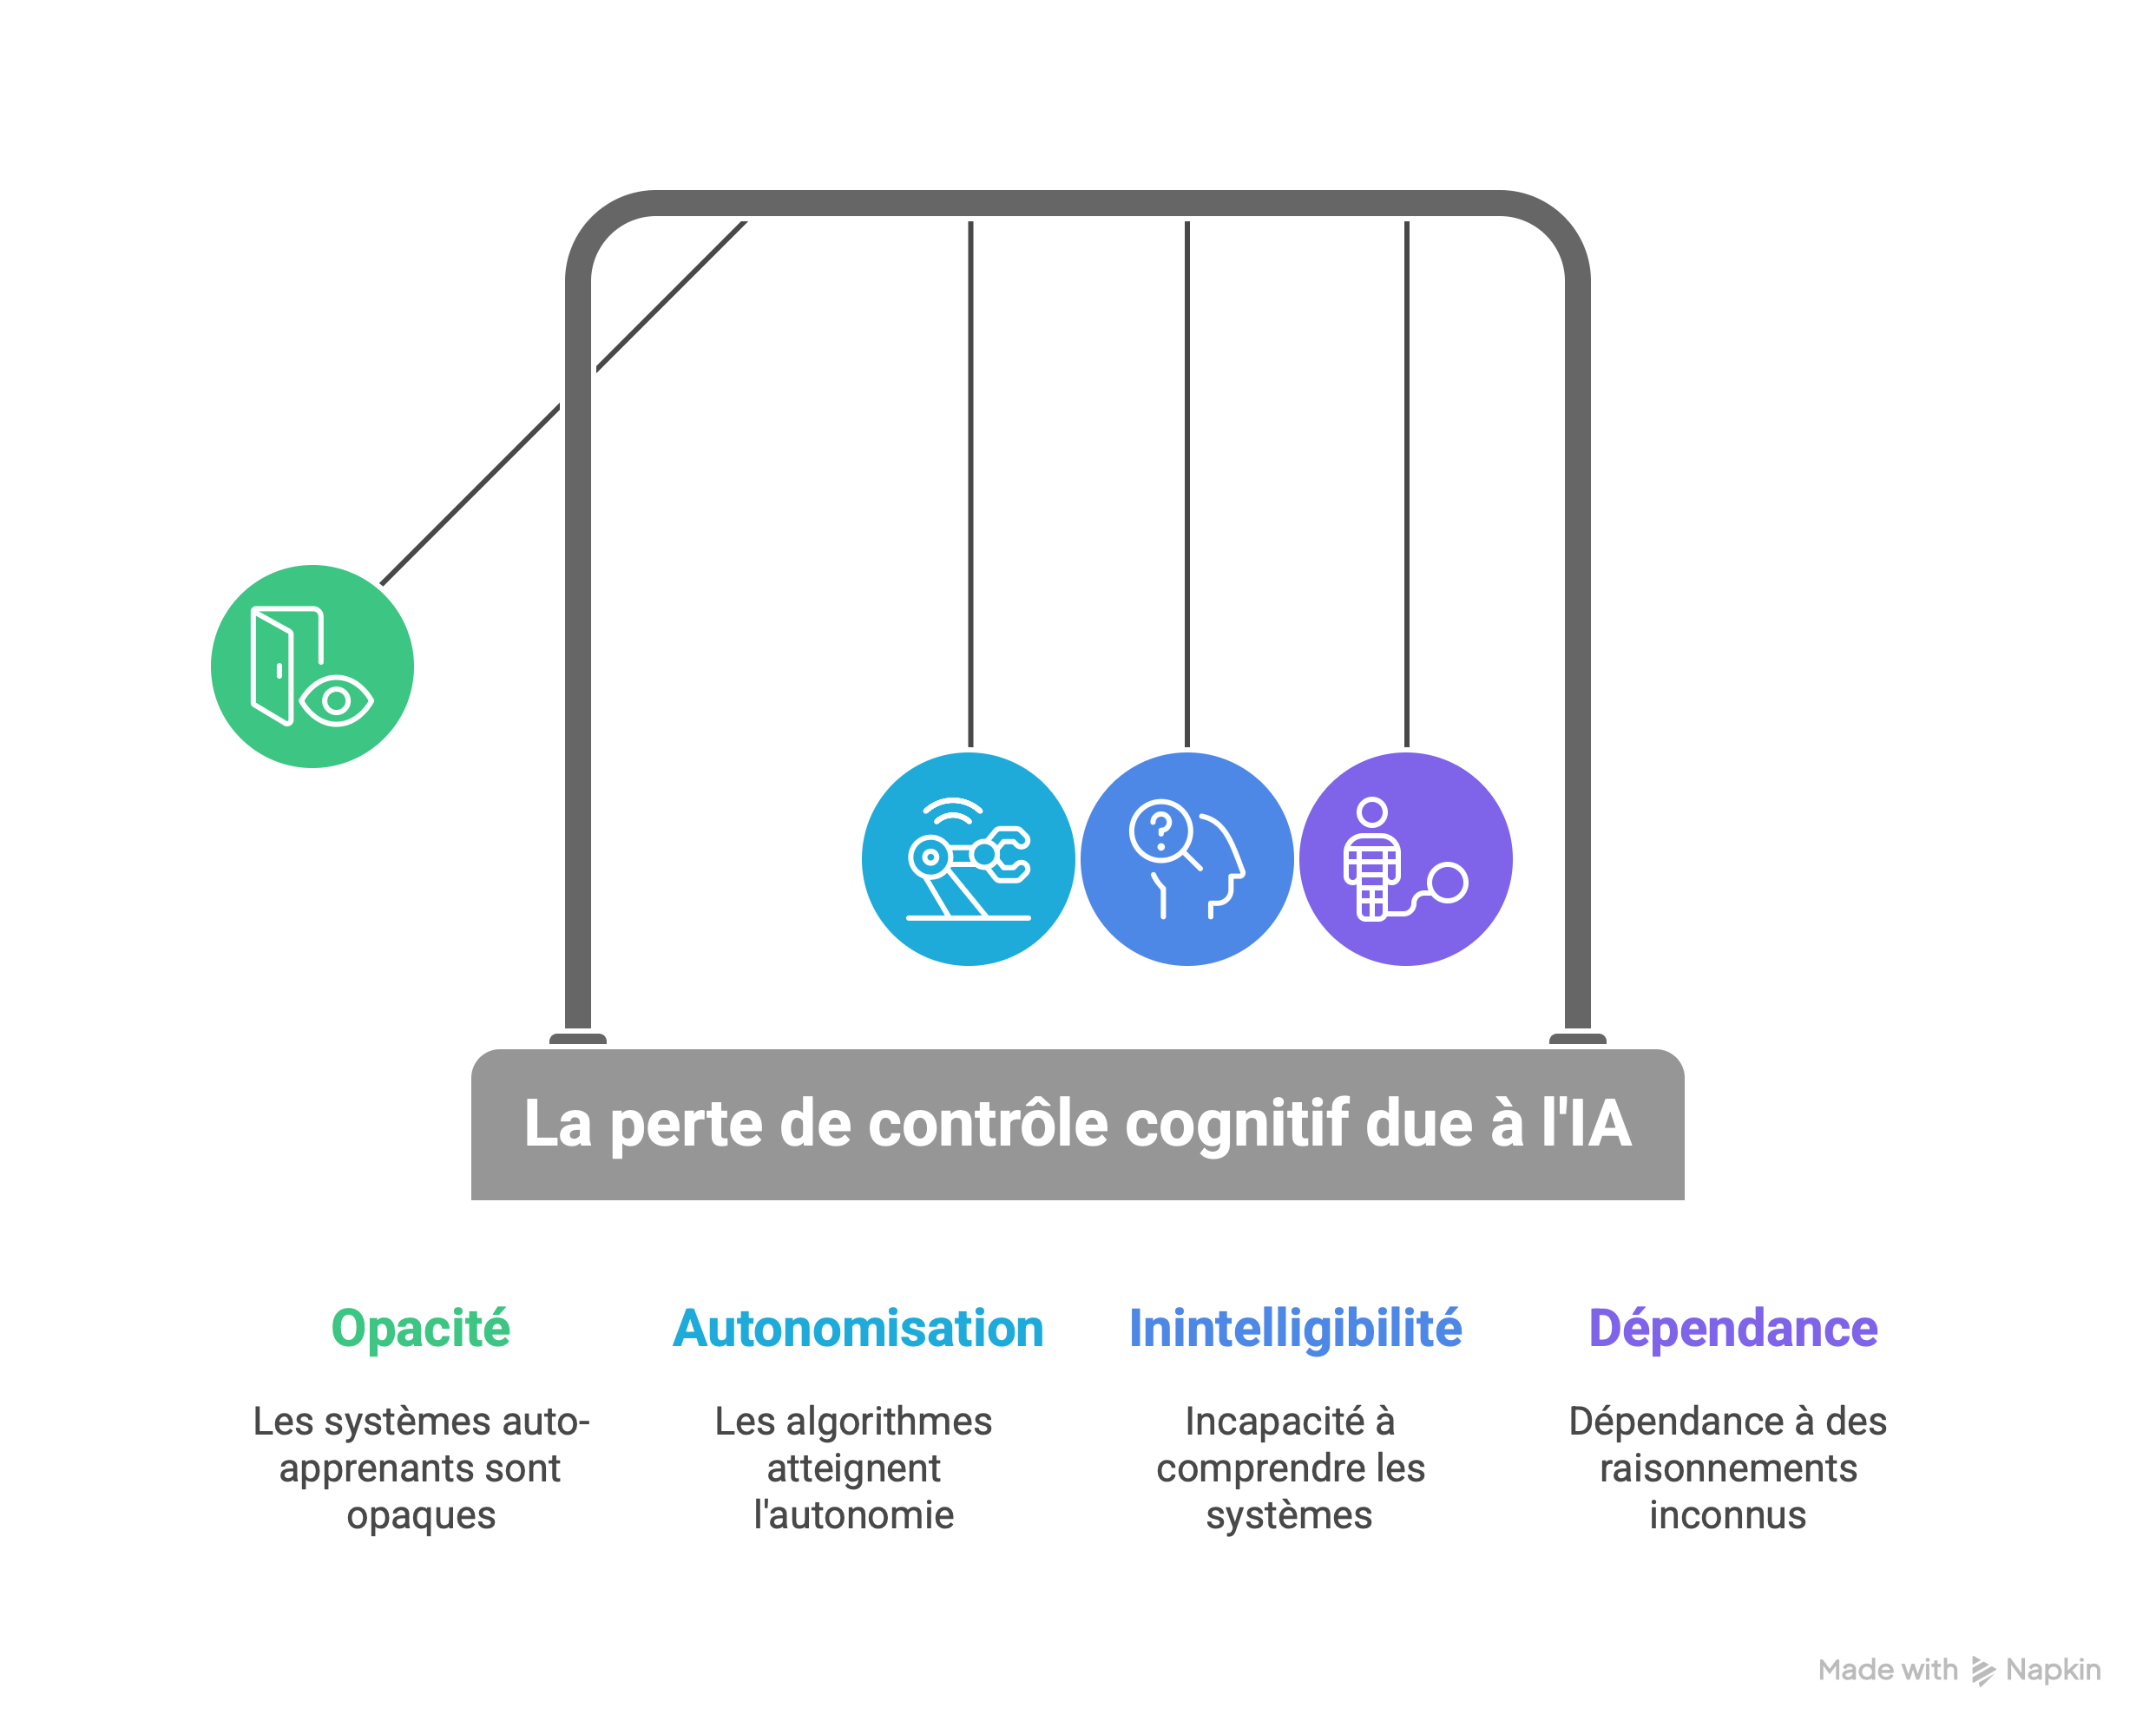 La perte de contrôle cognitif due à l'IA
Opacité
Les systèmes auto-
apprenants sont
opaques
Autonomisation
Les algorithmes
atteignent
l'autonomie
Inintelligibilité
Incapacité à
comprendre les
systèmes
Dépendance
Dépendance à des
raisonnements
inconnus
Made with Napkin